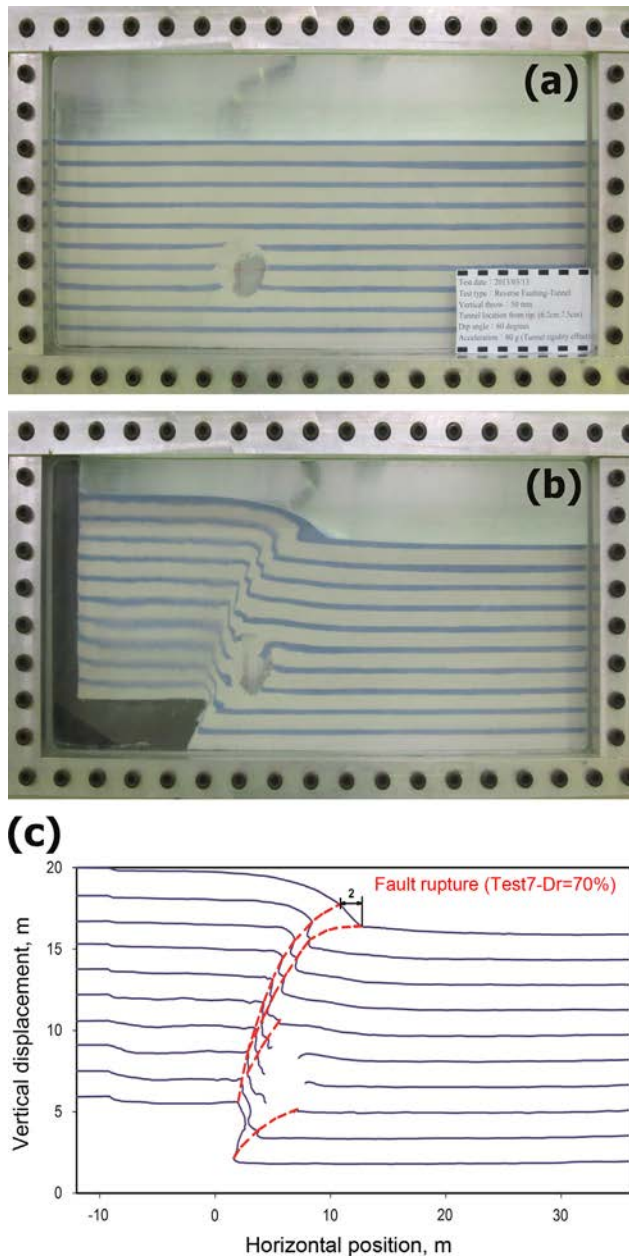 (a)
Test date : 2013/03/13
Test type : Reverse Faulting-Tunnel
Vertical throw : 50 mm
Tunnel location from tip: (6.2cm,7.5cm)
Dip angle : 60 degrees
Acceleration : 80 g (Tunnel rigidity effect)
(b)
(c)
20
2
Fault rupture (Test7-Dr=70%)
15
Vertical displacement, m
10
5
0
-10
0
10
20
30
Horizontal position, m